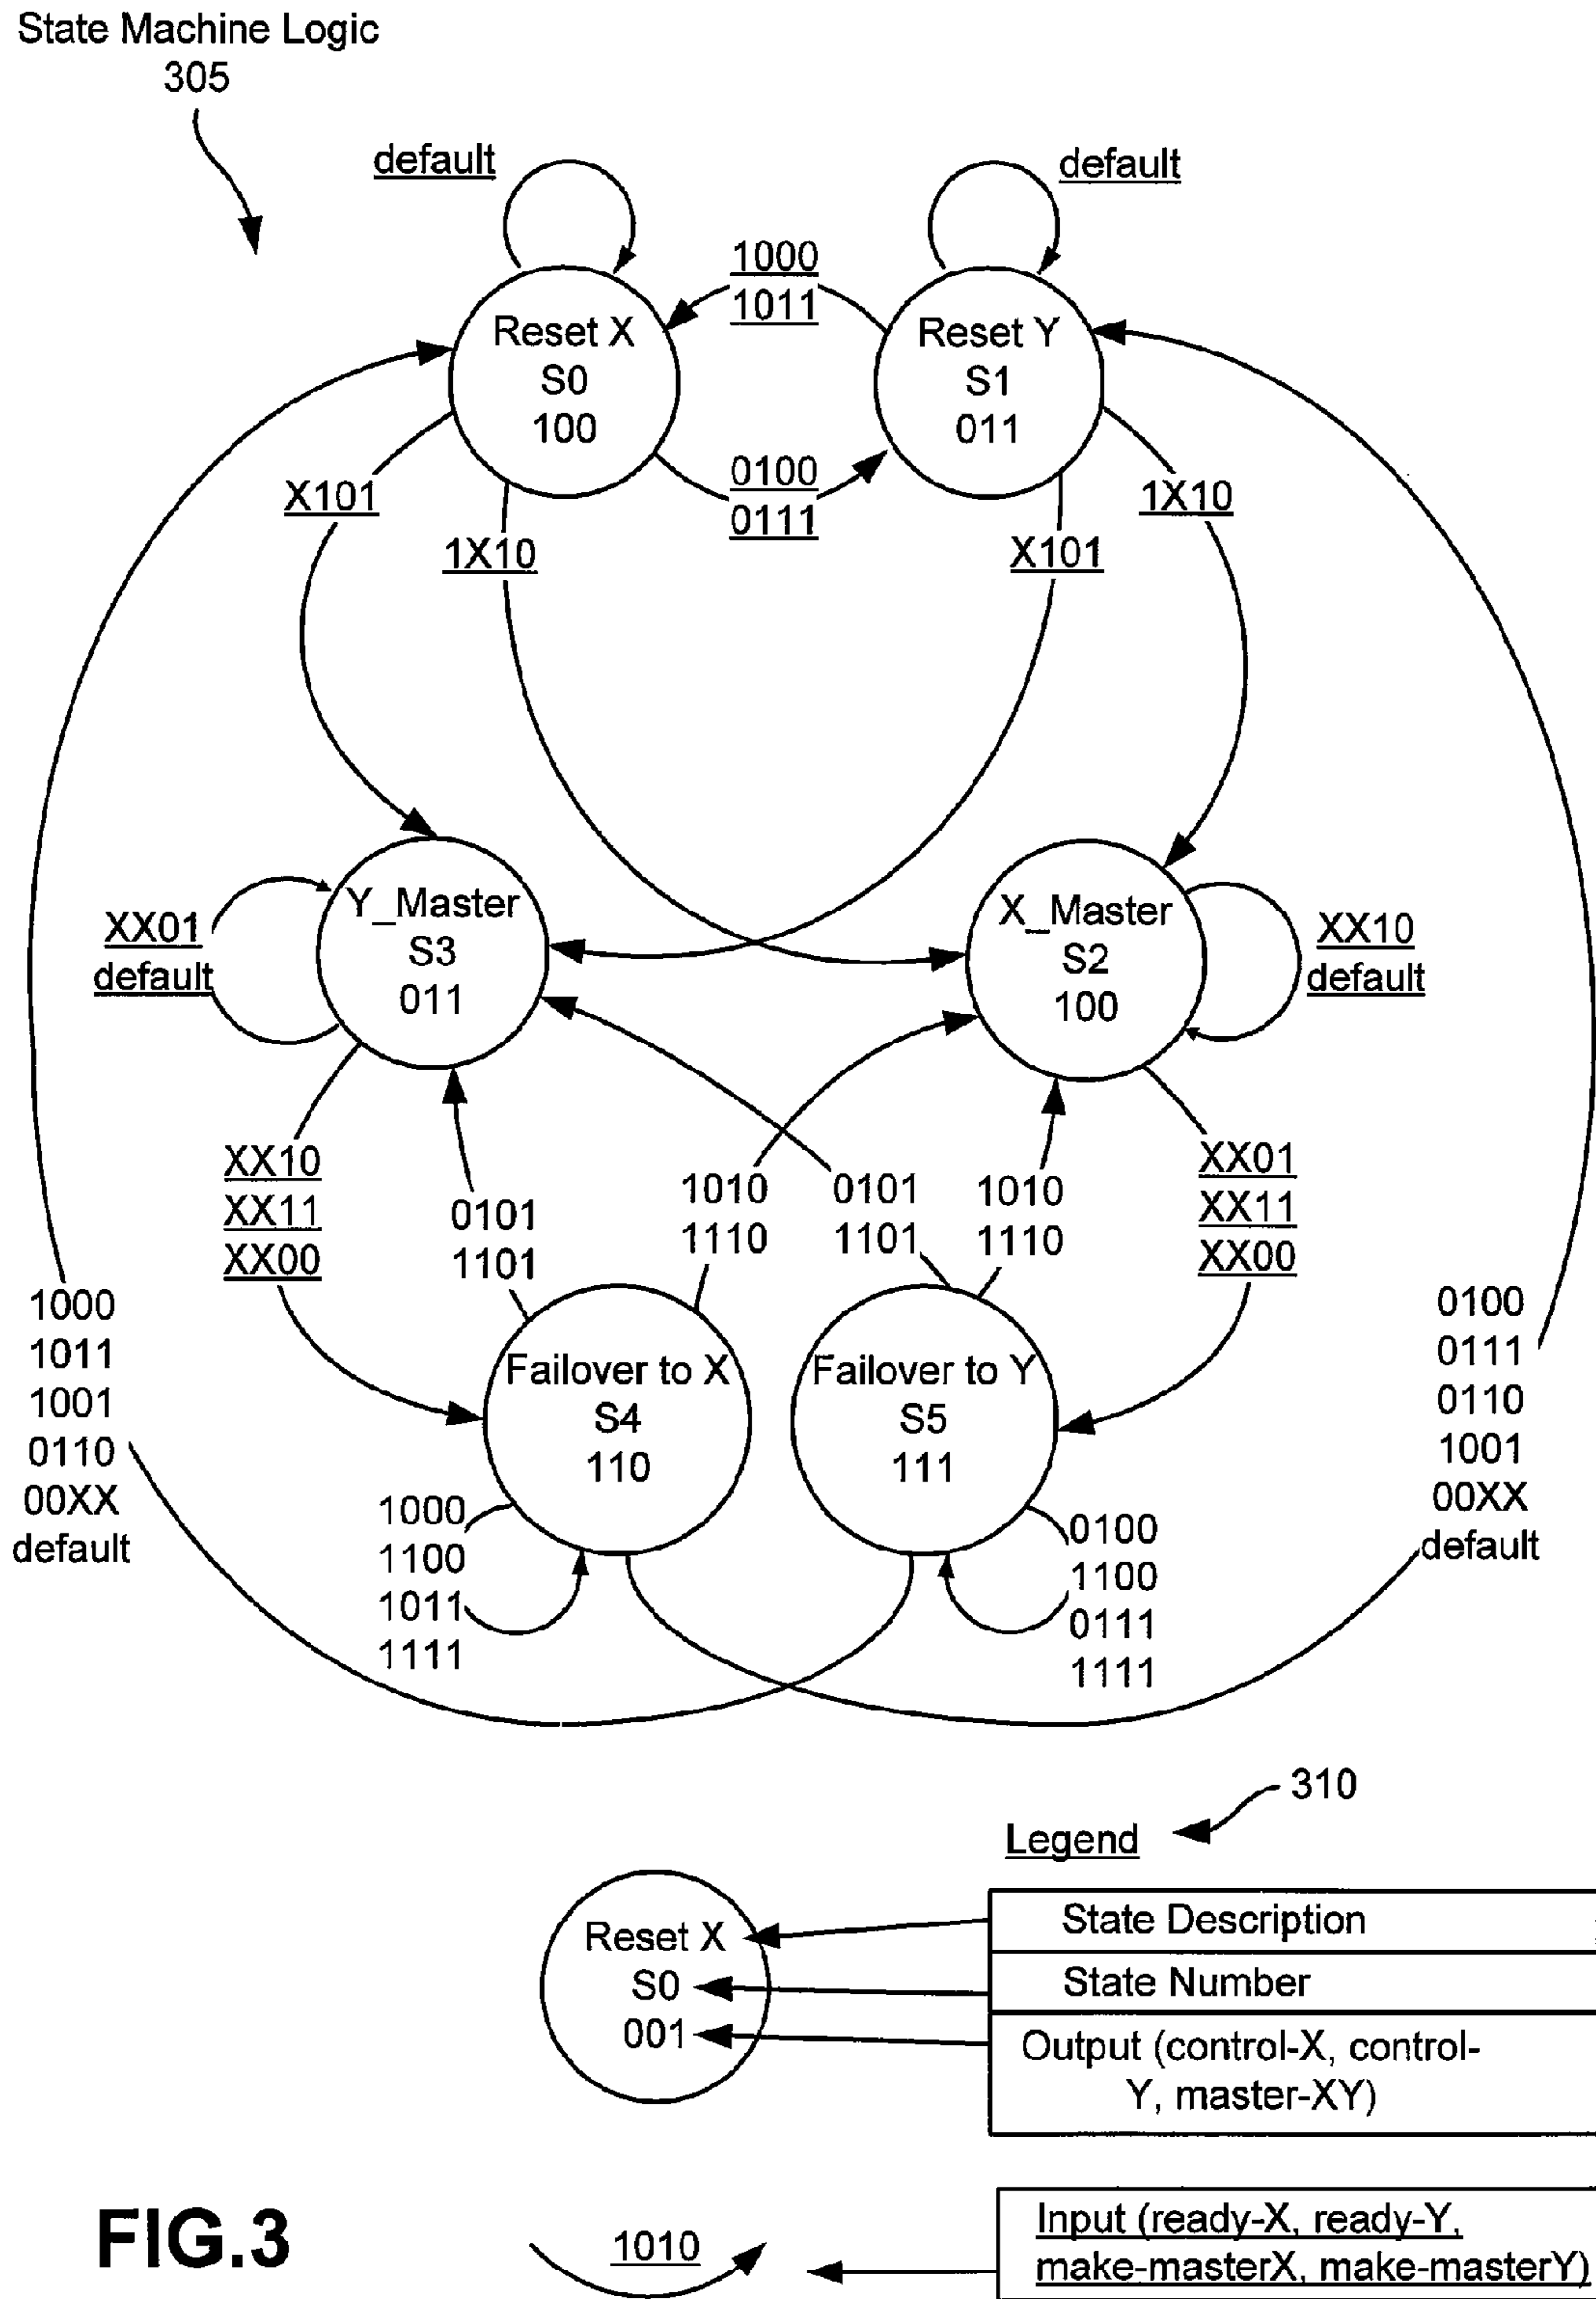 State Machine Logic
305
default
default
1000
1011
Reset X
S0
100
Reset Y
S1
011
0100
0111
X101
1X10
X101
1X10
Y_Master
S3
011
X_Master
S2
100
XX01
default
XX10
default
XX10
XX11
XX00
0101
1101
1010
1110
0101
1101
1010
1110
XX01
XX11
XX00
1000
1011
1001
0110
00XX
default
Failover to X
S4
110
Failover to Y
S5
111
0100
0111
0110
1001
00XX
default
1000
1100
1011
1111
0100
1100
0111
1111
310
Legend
Reset X
S0
001
State Description
State Number
Output (control-X, control-
Y, master-XY)
FIG.3
1010
Input (ready-X, ready-Y,
make-masterX, make-masterY)